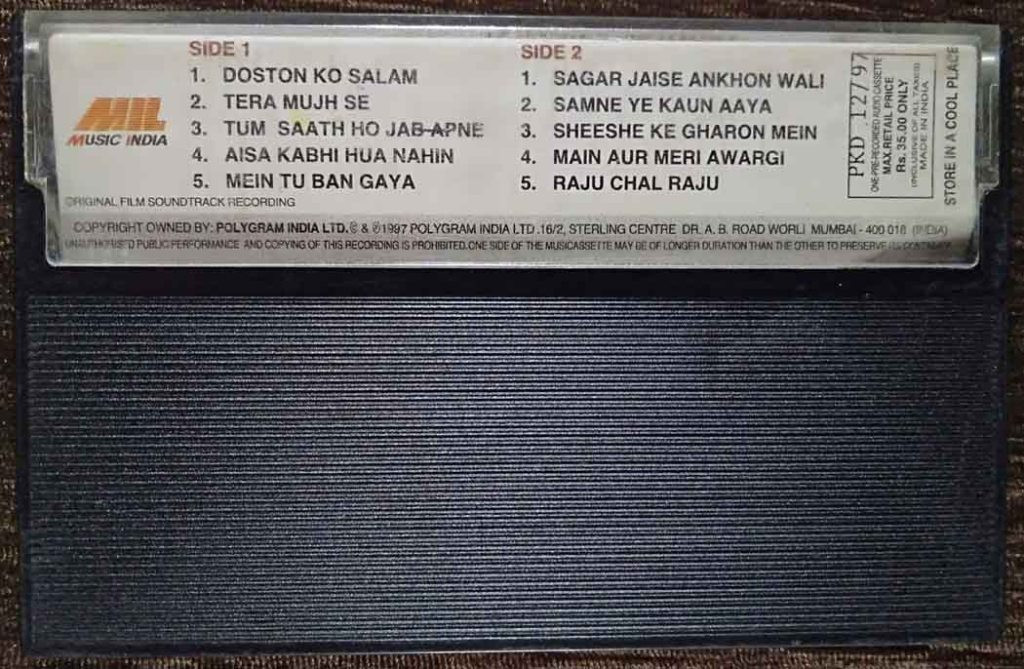 MIL
MUSIC INDIA
SIDE 1
1. DOSTON KO SALAM
2. TERA MUJH SE
3. TUM SAATH HO JAB APNE
4. AISA KABHI HUA NAHIN
5. MEIN TU BAN GAYA
SIDE 2
1. SAGAR JAISE ANKHON WALI
2. SAMNE YE KAUN AAYA
3. SHEESHE KE GHARON MEIN
4. MAIN AUR MERI AWARGI
5. RAJU CHAL RAJU
PKD .12/97
ONE-PRE-RECORDED AUDIO CASSETTE
MAX.RETAIL PRICE
Rs. 35.00 ONLY
(INCLUSIVE OF ALL TAXES)
MADE IN INDIA
STORE IN A COOL PLACE
ORIGINAL FILM SOUNDTRACK RECORDING
COPYRIGHT OWNED BY: POLYGRAM INDIA LTD.© & ℗1997 POLYGRAM INDIA LTD .16/2, STERLING CENTRE DR. A. B. ROAD WORLI MUMBAI - 400 018 (INDIA)
UNAUTHORISED PUBLIC PERFORMANCE AND COPYING OF THIS RECORDING IS PROHIBITED.ONE SIDE OF THE MUSICASSETTE MAY BE OF LONGER DURATION THAN THE OTHER TO PRESERVE ITS CONTINUITY